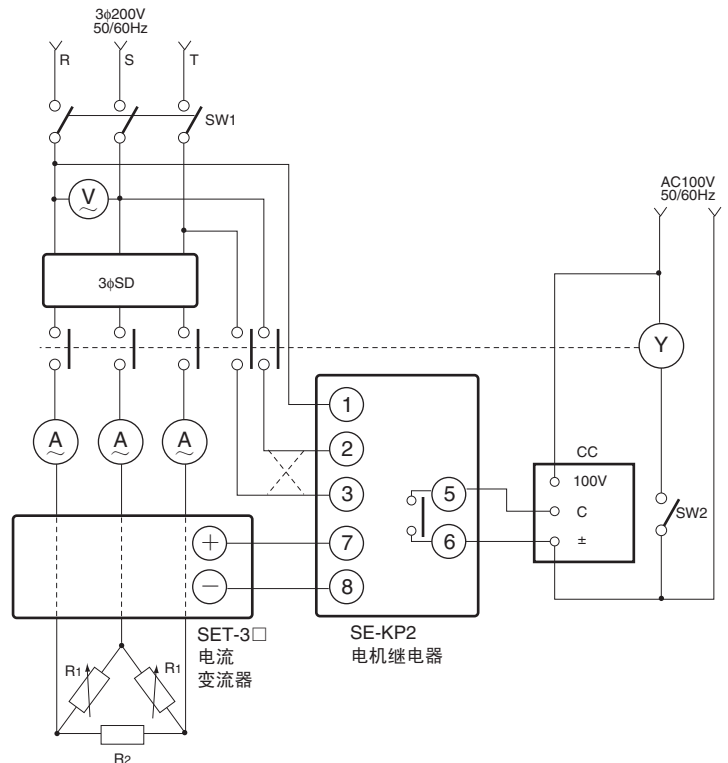 3ϕ200V
50/60Hz
R
S
T
SW1
V
3ϕSD
AC100V
50/60Hz
Y
A
A
A
1
2
3
5
6
7
8
CC
100V
C
±
SW2
+
−
SET-3□
电流
变流器
SE-KP2
电机继电器
R1
R1
R2